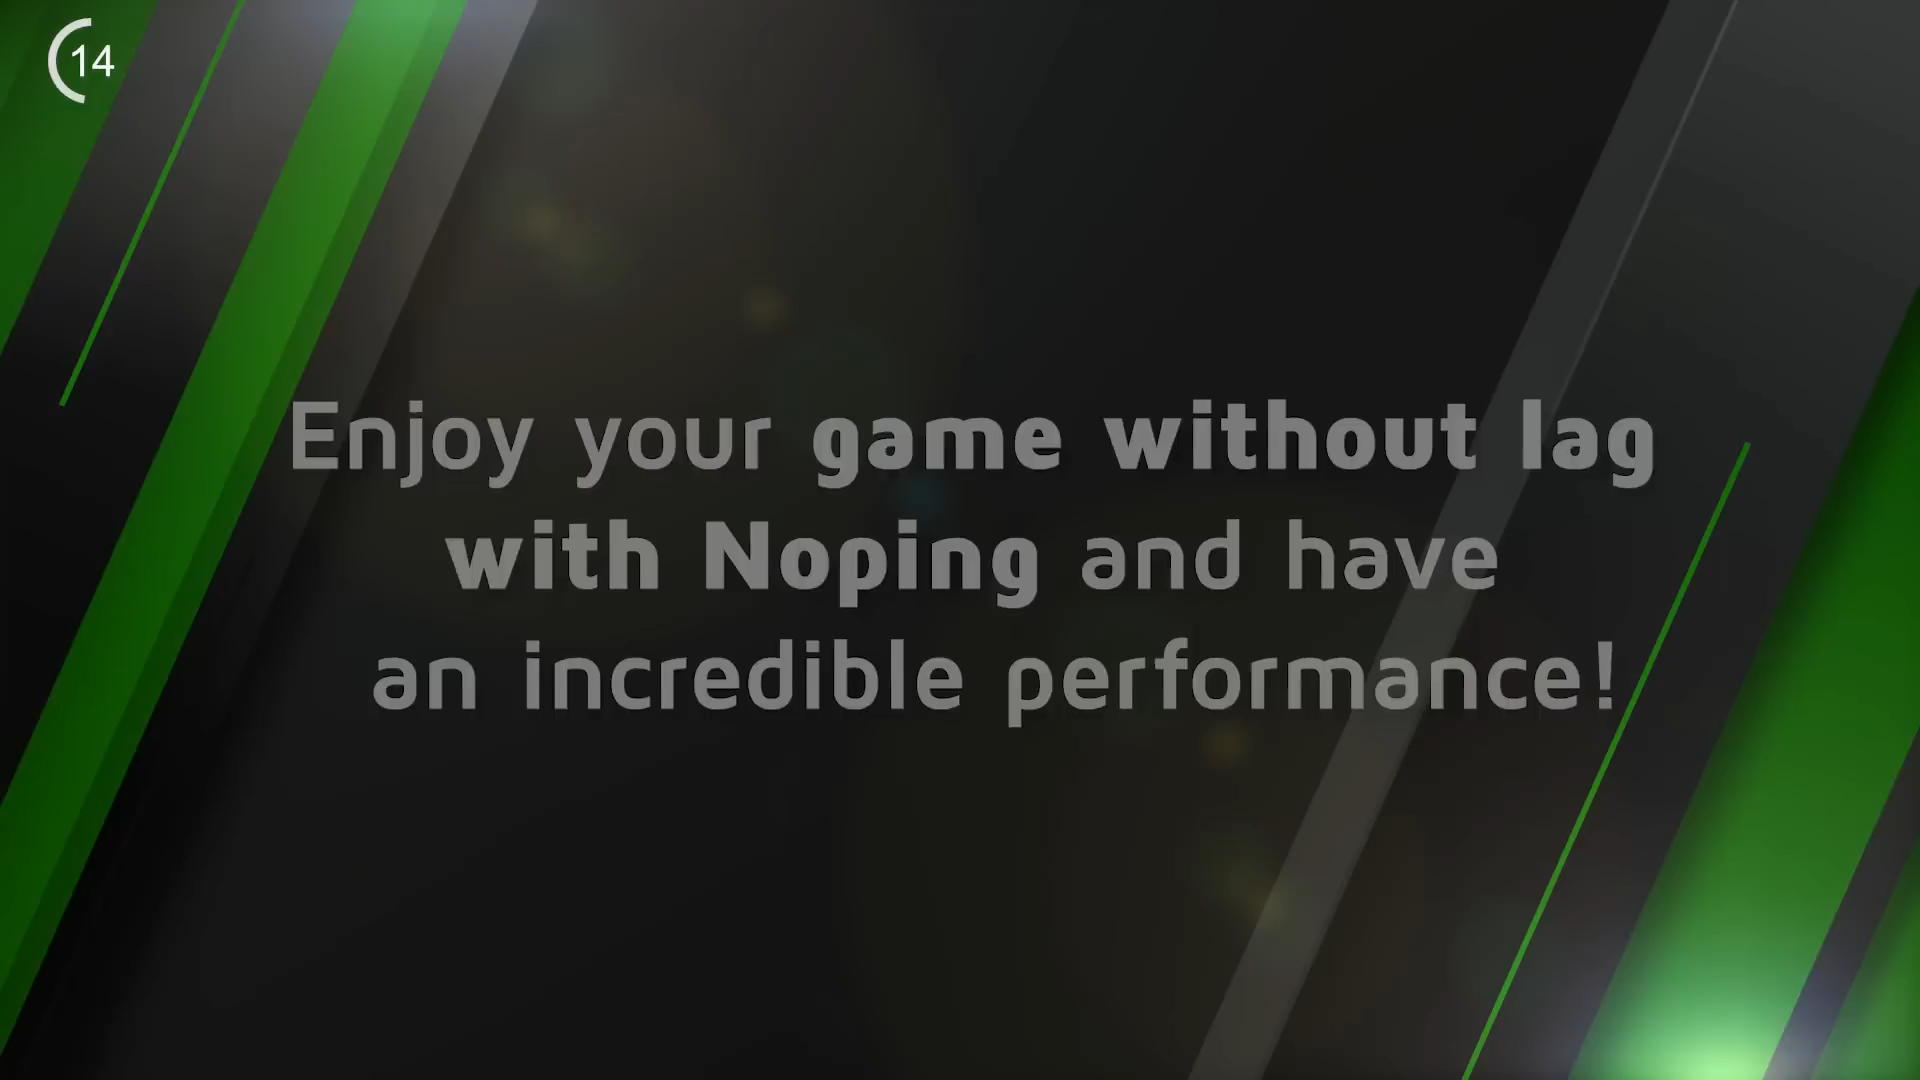 14
Enjoy your game without lag
with Noping and have
an incredible performance!